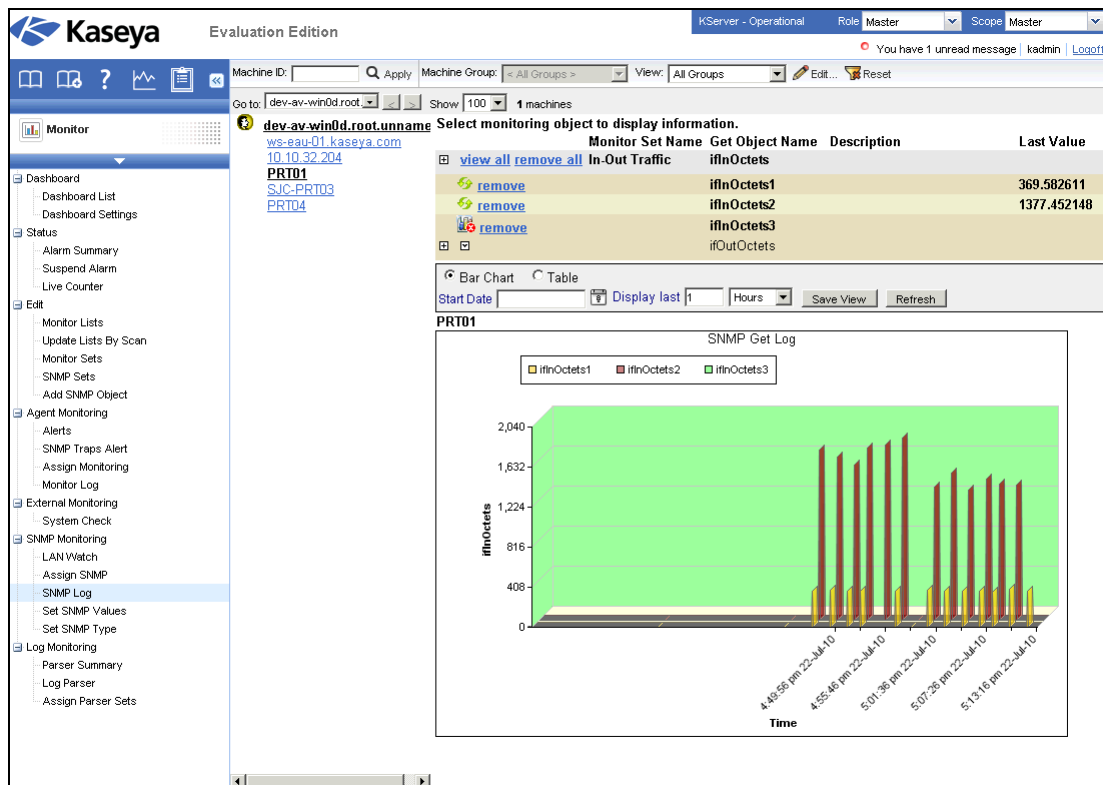 Kaseya Evaluation Edition
KServer - Operational Role Master Scope Master
You have 1 unread message kadmin Logoff
Machine ID: Apply Machine Group: < All Groups > View: All Groups Edit... Reset
Go to: dev-av-win0d.root. < > Show 100 1 machines
Monitor
Dashboard
Dashboard List
Dashboard Settings
Status
Alarm Summary
Suspend Alarm
Live Counter
Edit
Monitor Lists
Update Lists By Scan
Monitor Sets
SNMP Sets
Add SNMP Object
Agent Monitoring
Alerts
SNMP Traps Alert
Assign Monitoring
Monitor Log
External Monitoring
System Check
SNMP Monitoring
LAN Watch
Assign SNMP
SNMP Log
Set SNMP Values
Set SNMP Type
Log Monitoring
Parser Summary
Log Parser
Assign Parser Sets
dev-av-win0d.root.unname
ws-eau-01.kaseya.com
10.10.32.204
PRT01
SJC-PRT03
PRT04
Select monitoring object to display information.
Monitor Set Name Get Object Name Description Last Value
view all remove all In-Out Traffic ifInOctets
remove ifInOctets1 369.582611
remove ifInOctets2 1377.452148
remove ifInOctets3
ifOutOctets
Bar Chart Table
Start Date Display last 1 Hours Save View Refresh
PRT01
SNMP Get Log
ifInOctets1 ifInOctets2 ifInOctets3
ifInOctets
2,040
1,632
1,224
816
408
0
4:49:56 pm 22-Jul-10
4:55:46 pm 22-Jul-10
5:01:36 pm 22-Jul-10
5:07:26 pm 22-Jul-10
5:13:16 pm 22-Jul-10
Time